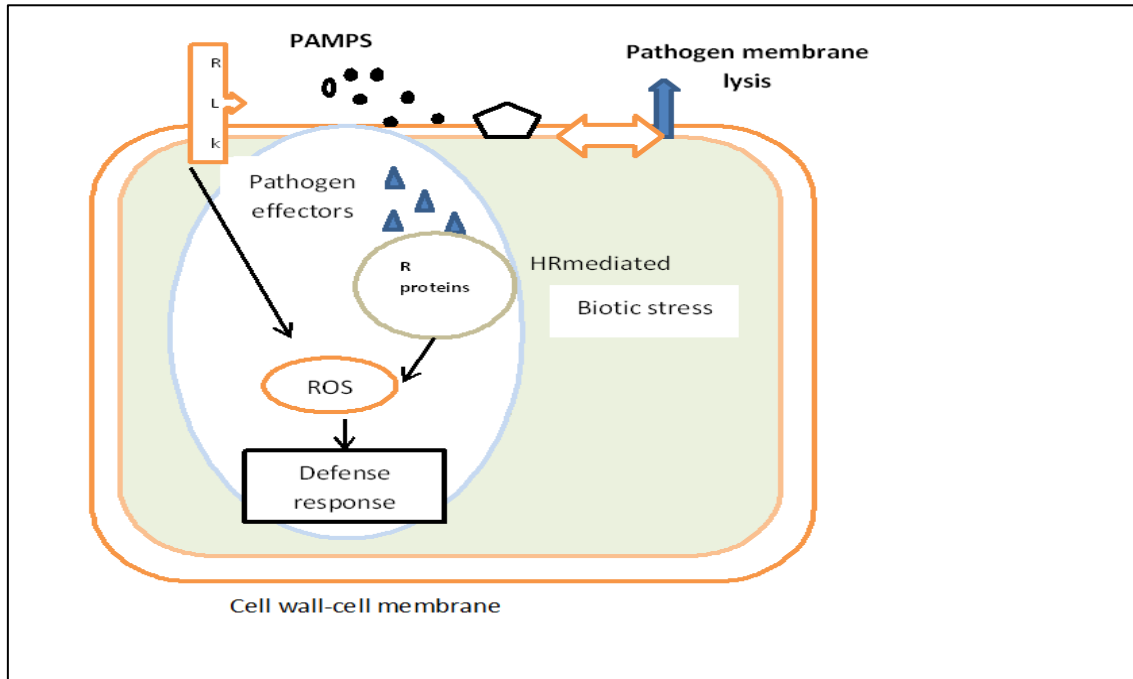 PAMPS
Pathogen membrane
lysis
R
L
k
Pathogen
effectors
R
proteins
HRmediated
Biotic stress
ROS
Defense
response
Cell wall-cell membrane